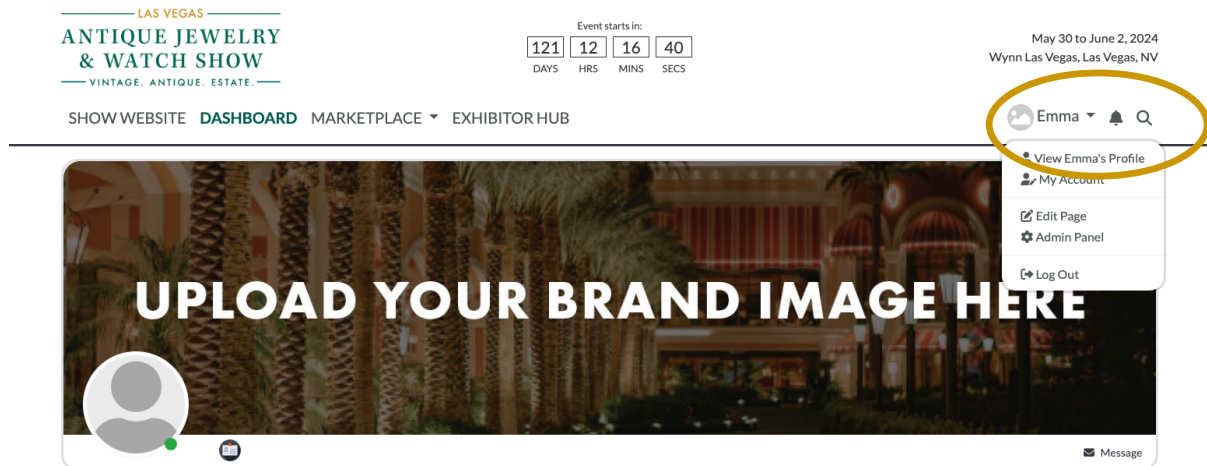 LAS VEGAS
ANTIQUE JEWELRY
& WATCH SHOW
VINTAGE. ANTIQUE. ESTATE.
Event starts in:
121 12 16 40
DAYS HRS MINS SECS
May 30 to June 2, 2024
Wynn Las Vegas, Las Vegas, NV
SHOW WEBSITE DASHBOARD MARKETPLACE EXHIBITOR HUB
Emma
View Emma's Profile
My Account
Edit Page
Admin Panel
Log Out
UPLOAD YOUR BRAND IMAGE HERE
Message